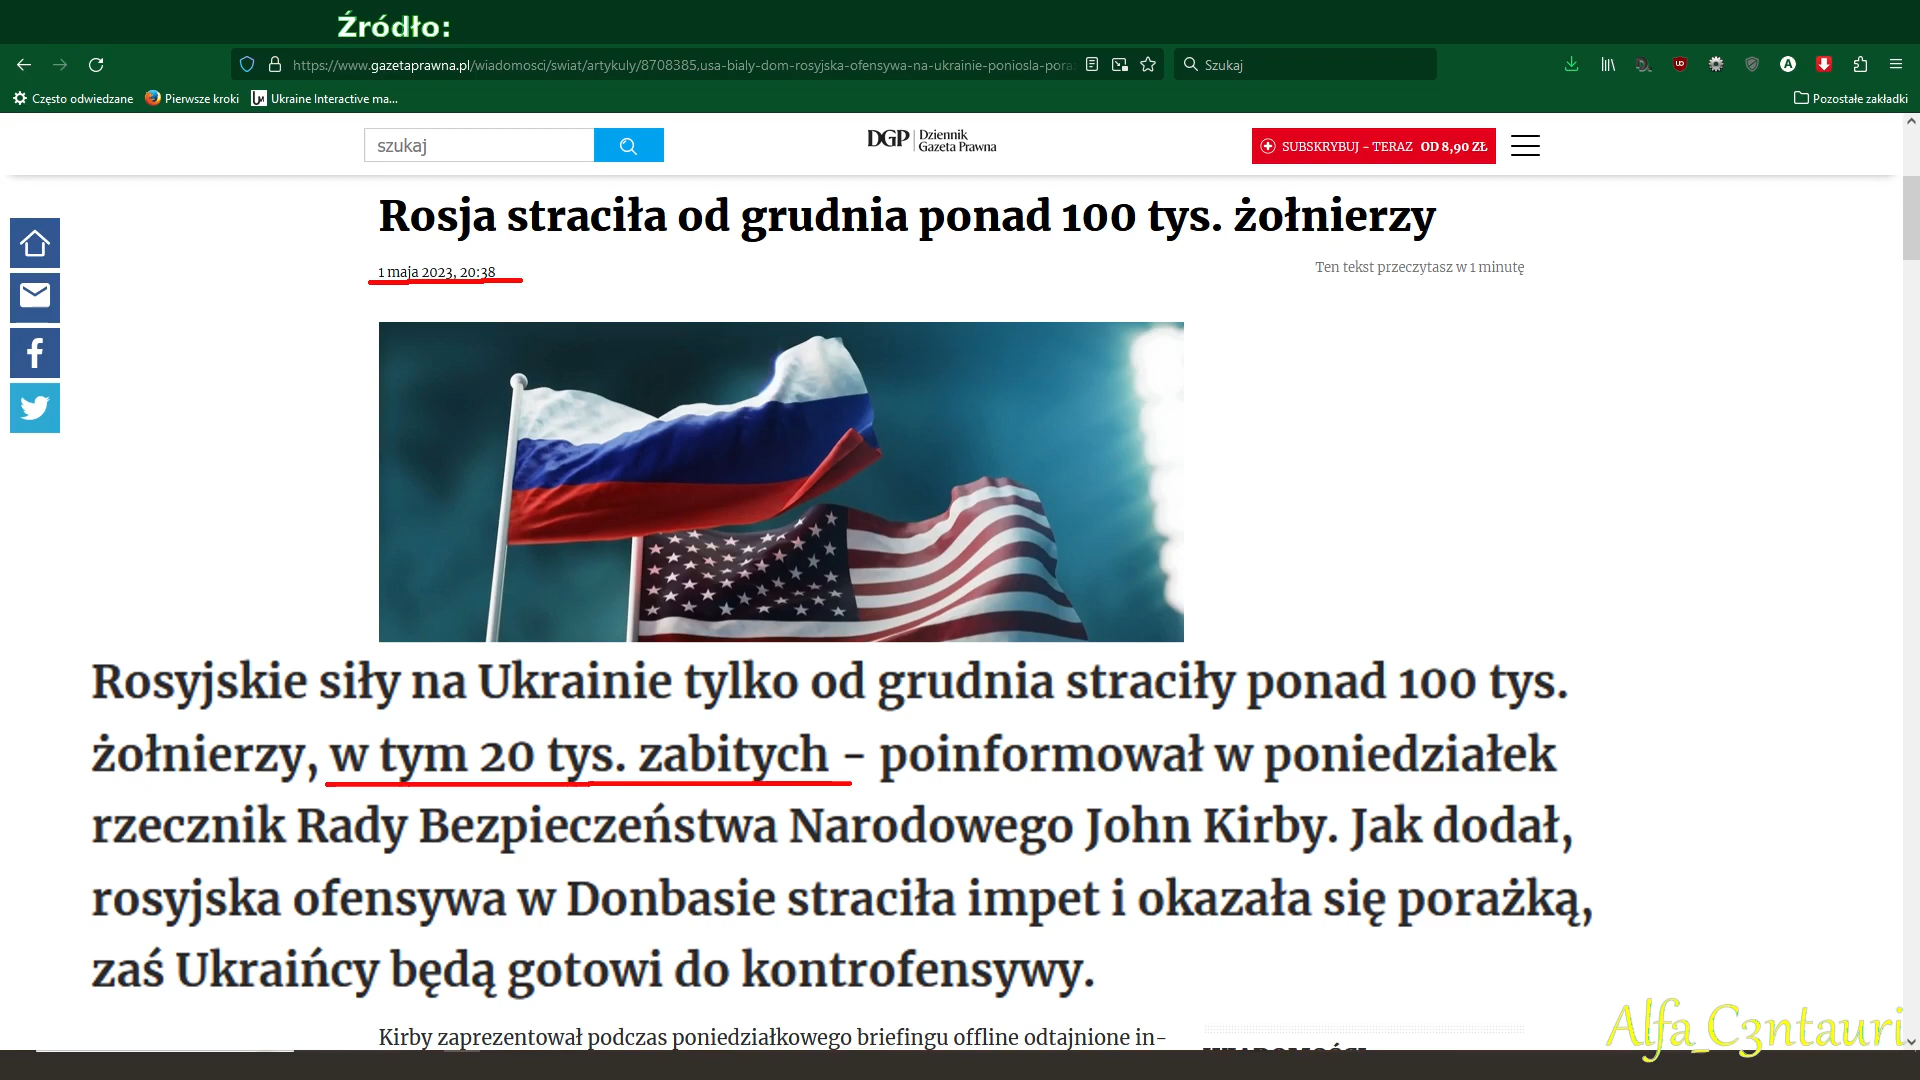 Źródło:
https://www.gazetaprawna.pl/wiadomosci/swiat/artykuly/8708385,usa-bialy-dom-rosyjska-ofensywa-na-ukrainie-poniosla-pora
Szukaj
Często odwiedzane
Pierwsze kroki
Ukraine Interactive ma...
Pozostałe zakładki
szukaj
DGP
Dziennik
Gazeta Prawna
SUBSKRYBUJ - TERAZ OD 8,90 ZŁ
Rosja straciła od grudnia ponad 100 tys. żołnierzy
1 maja 2023, 20:38
Ten tekst przeczytasz w 1 minutę
Rosyjskie siły na Ukrainie tylko od grudnia straciły ponad 100 tys.
żołnierzy, w tym 20 tys. zabitych - poinformował w poniedziałek
rzecznik Rady Bezpieczeństwa Narodowego John Kirby. Jak dodał,
rosyjska ofensywa w Donbasie straciła impet i okazała się porażką,
zaś Ukraińcy będą gotowi do kontrofensywy.
Kirby zaprezentował podczas poniedziałkowego briefingu offline odtajnione in-
WIADOMOŚCI
Alfa_C3ntauri